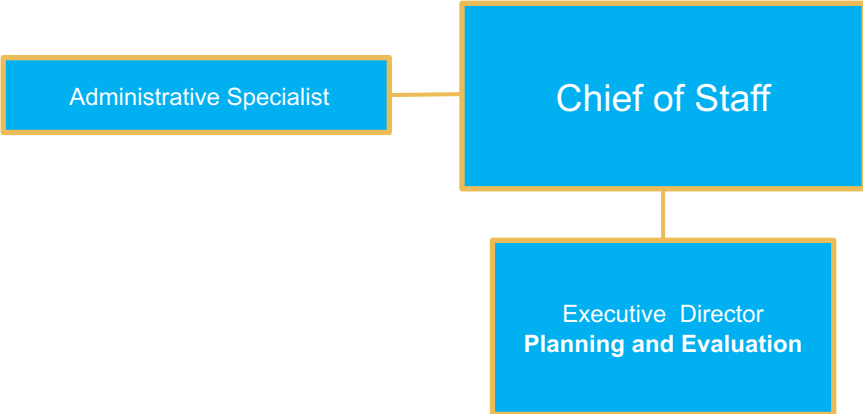 Administrative Specialist
Chief of Staff
Executive Director
Planning and Evaluation